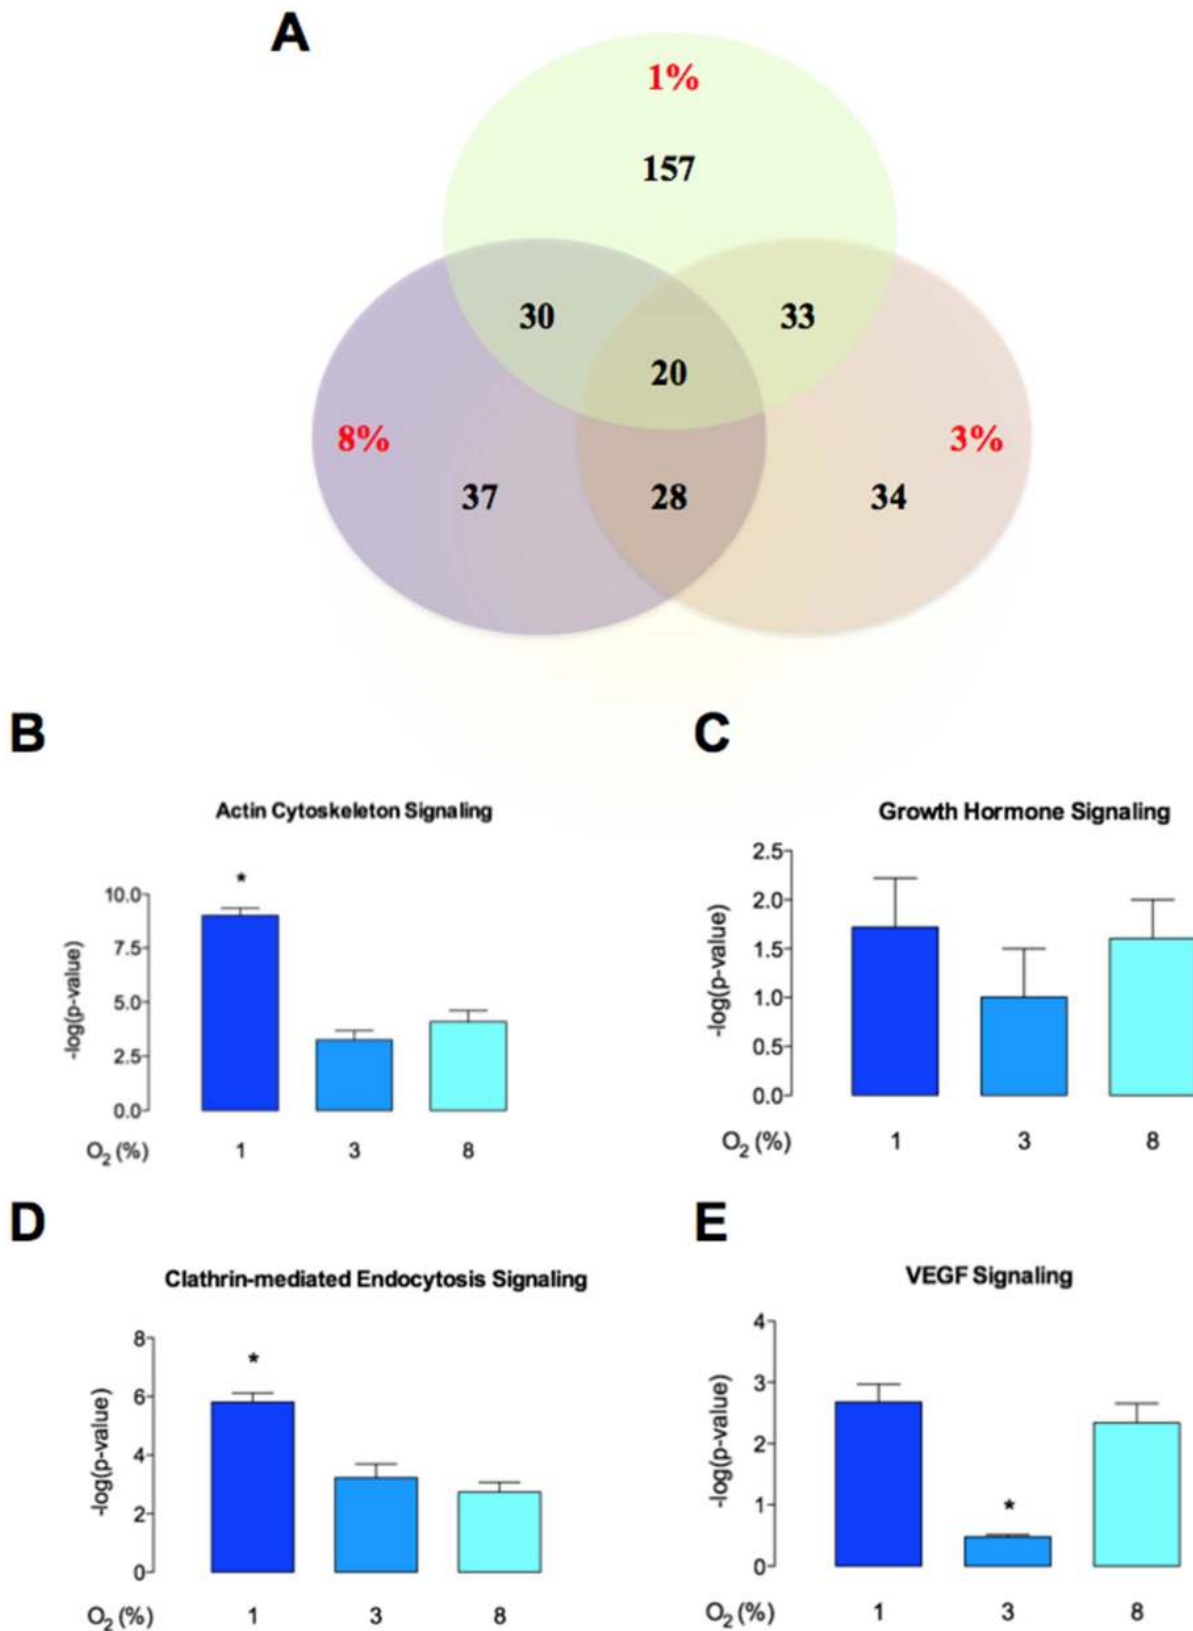 A
1%
157
30
33
20
8%
3%
37
28
34
B
C
Actin Cytoskeleton Signaling
Growth Hormone Signaling
*
-log(p-value)
10.0
7.5
5.0
2.5
0.0
O2 (%)
1
3
8
-log(p-value)
2.5
2.0
1.5
1.0
0.5
0.0
O2 (%)
1
3
8
D
E
Clathrin-mediated Endocytosis Signaling
VEGF Signaling
*
-log(p-value)
8
6
4
2
0
O2 (%)
1
3
8
-log(p-value)
4
3
2
1
0
*
O2 (%)
1
3
8